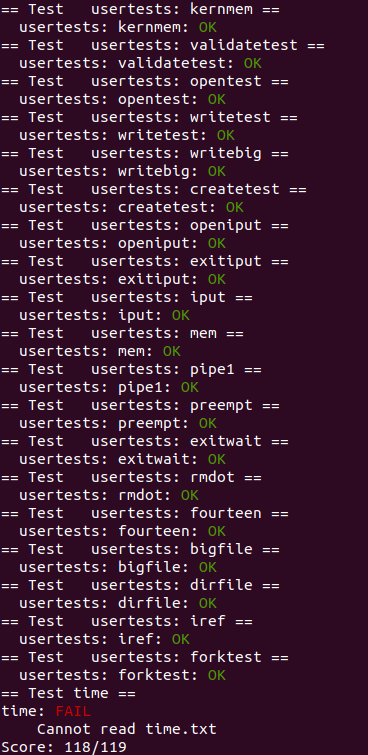 == Test   usertests: kernmem ==
  usertests: kernmem: OK
== Test   usertests: validatetest ==
  usertests: validatetest: OK
== Test   usertests: opentest ==
  usertests: opentest: OK
== Test   usertests: writetest ==
  usertests: writetest: OK
== Test   usertests: writebig ==
  usertests: writebig: OK
== Test   usertests: createtest ==
  usertests: createtest: OK
== Test   usertests: openiput ==
  usertests: openiput: OK
== Test   usertests: exitiput ==
  usertests: exitiput: OK
== Test   usertests: iput ==
  usertests: iput: OK
== Test   usertests: mem ==
  usertests: mem: OK
== Test   usertests: pipe1 ==
  usertests: pipe1: OK
== Test   usertests: preempt ==
  usertests: preempt: OK
== Test   usertests: exitwait ==
  usertests: exitwait: OK
== Test   usertests: rmdot ==
  usertests: rmdot: OK
== Test   usertests: fourteen ==
  usertests: fourteen: OK
== Test   usertests: bigfile ==
  usertests: bigfile: OK
== Test   usertests: dirfile ==
  usertests: dirfile: OK
== Test   usertests: iref ==
  usertests: iref: OK
== Test   usertests: forktest ==
  usertests: forktest: OK
== Test time ==
time: FAIL
    Cannot read time.txt
Score: 118/119